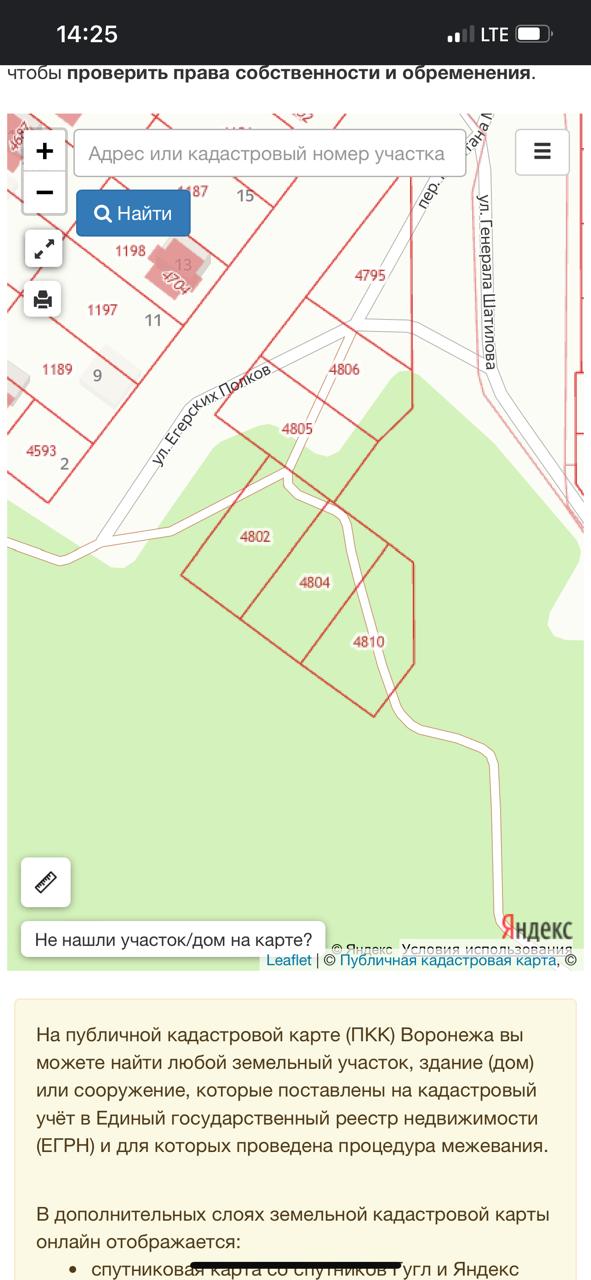 14:25
LTE
чтобы проверить права собственности и обременения.
+
Адрес или кадастровый номер участка
−
Найти
1187
15
пер.
ул. Генерала Шатилова
1198
13
4704
4795
1197
11
1189
9
4806
ул. Егерских Полков
4805
4593
2
4802
4804
4810
Яндекс
Не нашли участок/дом на карте?
© Яндекс Условия использования
Leaflet | © Публичная кадастровая карта, ©
На публичной кадастровой карте (ПКК) Воронежа вы
можете найти любой земельный участок, здание (дом)
или сооружение, которые поставлены на кадастровый
учёт в Единый государственный реестр недвижимости
(ЕГРН) и для которых проведена процедура межевания.
В дополнительных слоях земельной кадастровой карты
онлайн отображается:
• спутниковая карта со спутников Гугл и Яндекс